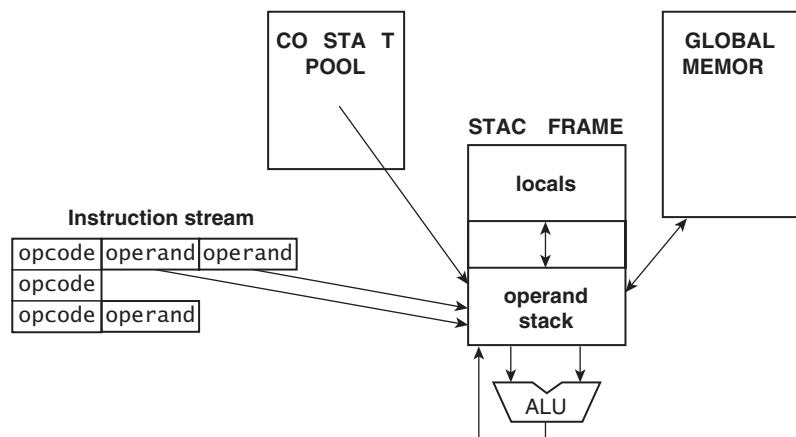 CO STA T
POOL
GLOBAL
MEMOR
STAC FRAME
locals
Instruction stream
opcode operand operand
opcode
opcode operand
operand
stack
ALU